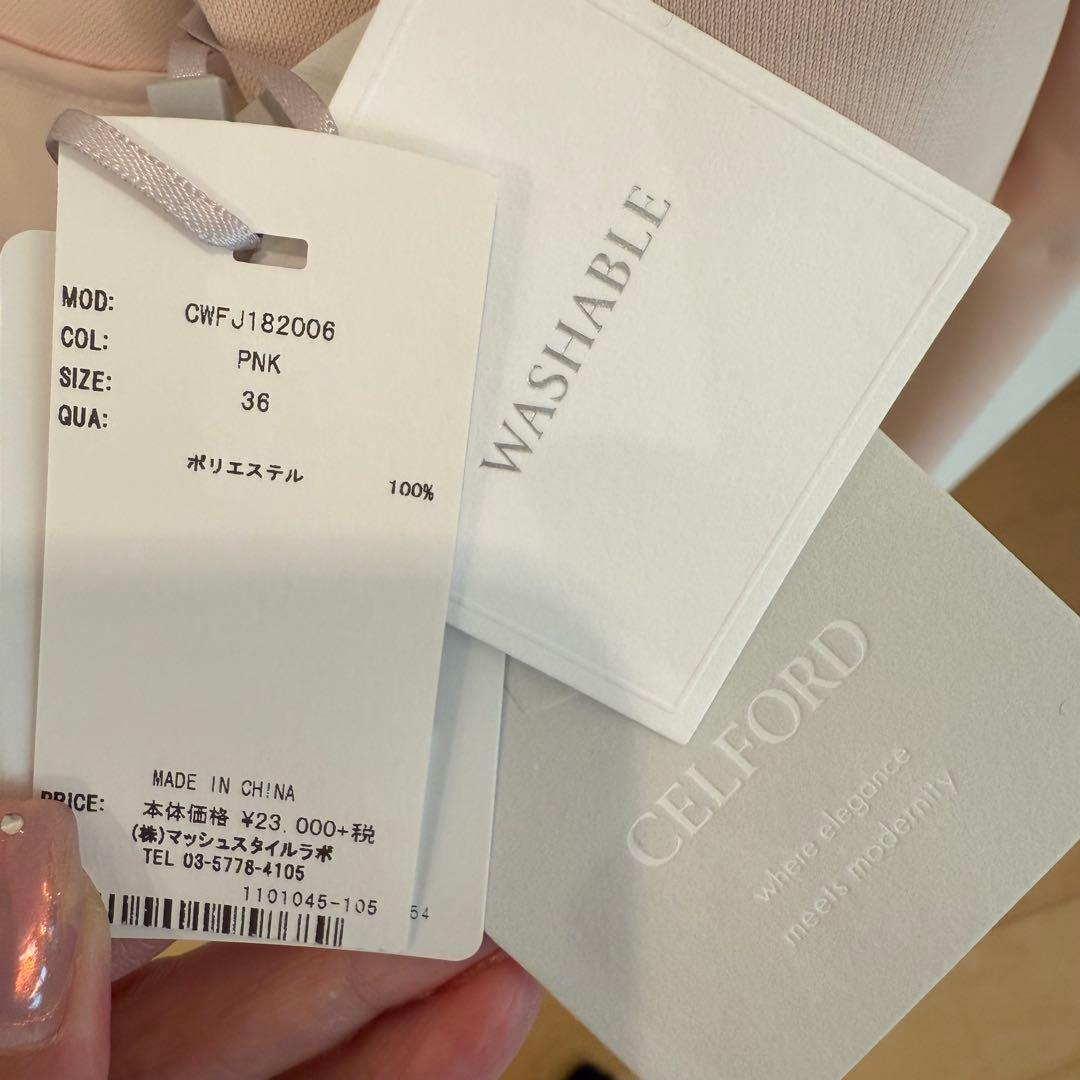 MOD: CWFJ182006
COL: PNK
SIZE: 36
QUA:
ポリエステル 100%
MADE IN CHINA
PRICE: 本体価格 ¥23.000+税
(株)マッシュスタイルラボ
TEL 03-5778-4105
1101045-105 54
WASHABLE
CELFORD
where elegance
meets modernity